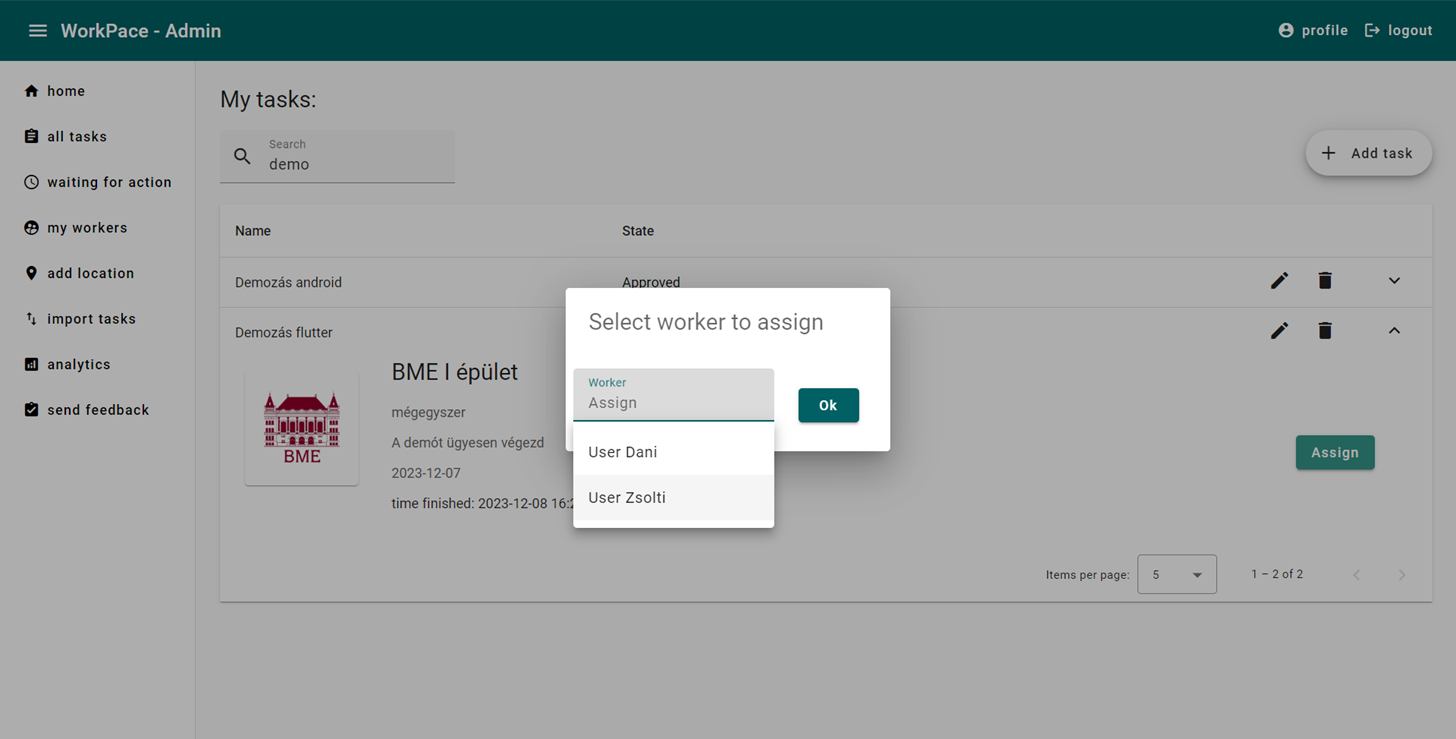 WorkPace - Admin
profile
logout
home
all tasks
waiting for action
my workers
add location
import tasks
analytics
send feedback
My tasks:
Search
demo
Add task
Name
State
Demozás android
Approved
Demozás flutter
BME
BME I épület
mégegyszer
A demót ügyesen végezd
2023-12-07
time finished: 2023-12-08 16:
Assign
Select worker to assign
Worker
Assign
Ok
User Dani
User Zsolti
Items per page:
5
1 – 2 of 2